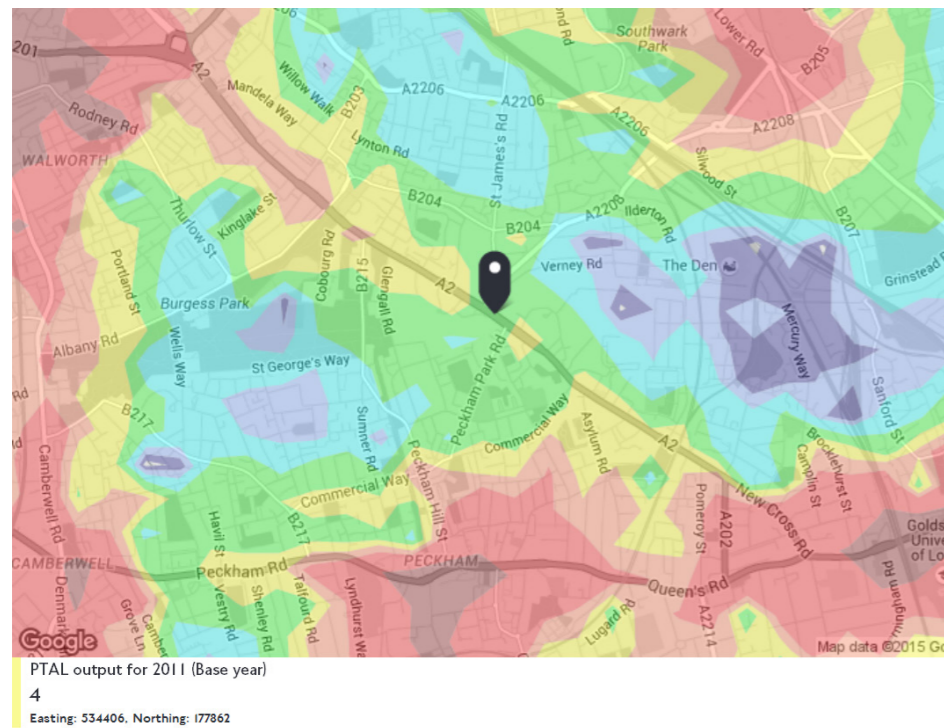 A2206
Southwark Park
Lower Rd
B205
A201
A2
Willow Walk
B203
A2206
A2206
Mandela Way
A2206
A2208
Rodney Rd
Lynton Rd
St James's Rd
Silwood St
WALWORTH
Thurlow St
Kinglake St
B204
B204
A2208
Ilderton Rd
B207
Portland St
Cobourg Rd
B215
Glengall Rd
A2
Verney Rd
The Den
Grinstead
Burgess Park
Mercury Way
Albany Rd
Wells Way
St George's Way
Peckham Park Rd
Sanford St
B217
Sumner Rd
Commercial Way
Asylum Rd
A2
Camberwell Rd
Peckham Hill St
Brocklehurst St
Camplin St
Commercial Way
Pomeroy St
New Cross Rd
Havil St
B217
A202
CAMBERWELL
Peckham Rd
PECKHAM
Queen's Rd
Denmark
Grove Ln
Vestry Rd
Shenley Rd
Talfourd Rd
Lyndhurst
Lugard Rd
A2214
Google
Map data ©2015
PTAL output for 2011 (Base year)
4
Easting: 534406, Northing: 177862